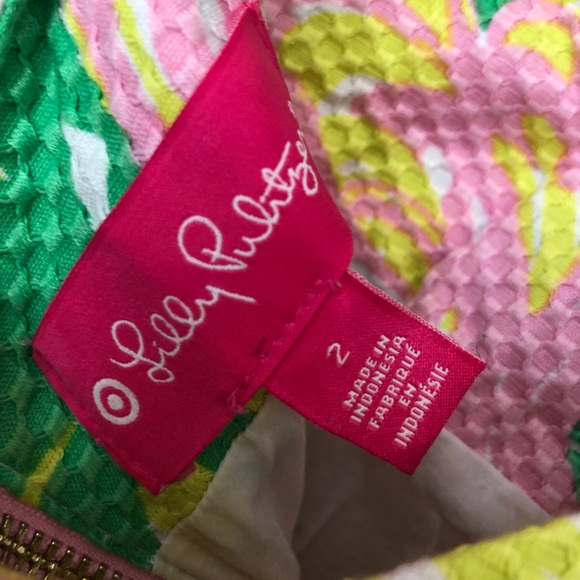 Lilly Pulitzer
2
MADE IN
INDONESIA
FABRIQUÉ
EN
INDONÉSIE